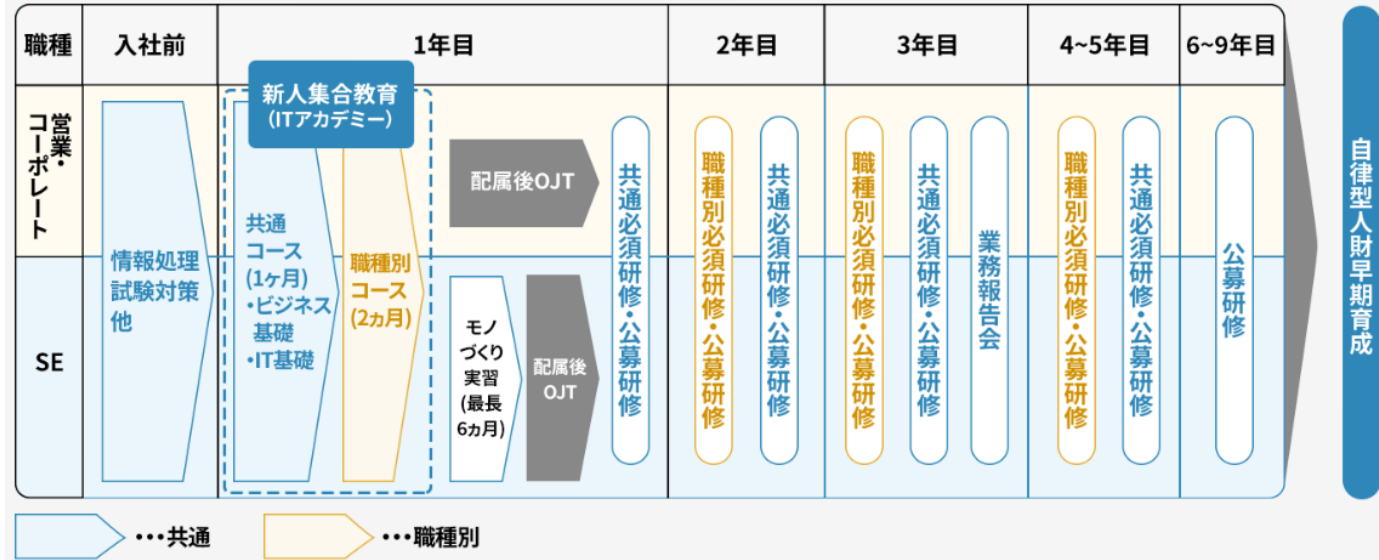 職種
入社前
1年目
2年目
3年目
4~5年目
6~9年目
営業・
コーポレート
SE
情報処理
試験対策
他
新人集合教育
（ITアカデミー）
共通
コース
(1ヶ月)
・ビジネス
基礎
・IT基礎
職種別
コース
(2ヵ月)
配属後OJT
モノ
づくり
実習
(最長
6ヵ月)
配属後
OJT
共通必須研修・公募研修
職種別必須研修・公募研修
共通必須研修・公募研修
職種別必須研修・公募研修
共通必須研修・公募研修
業務報告会
職種別必須研修・公募研修
共通必須研修・公募研修
公募研修
自律型人財早期育成
・・・共通
・・・職種別